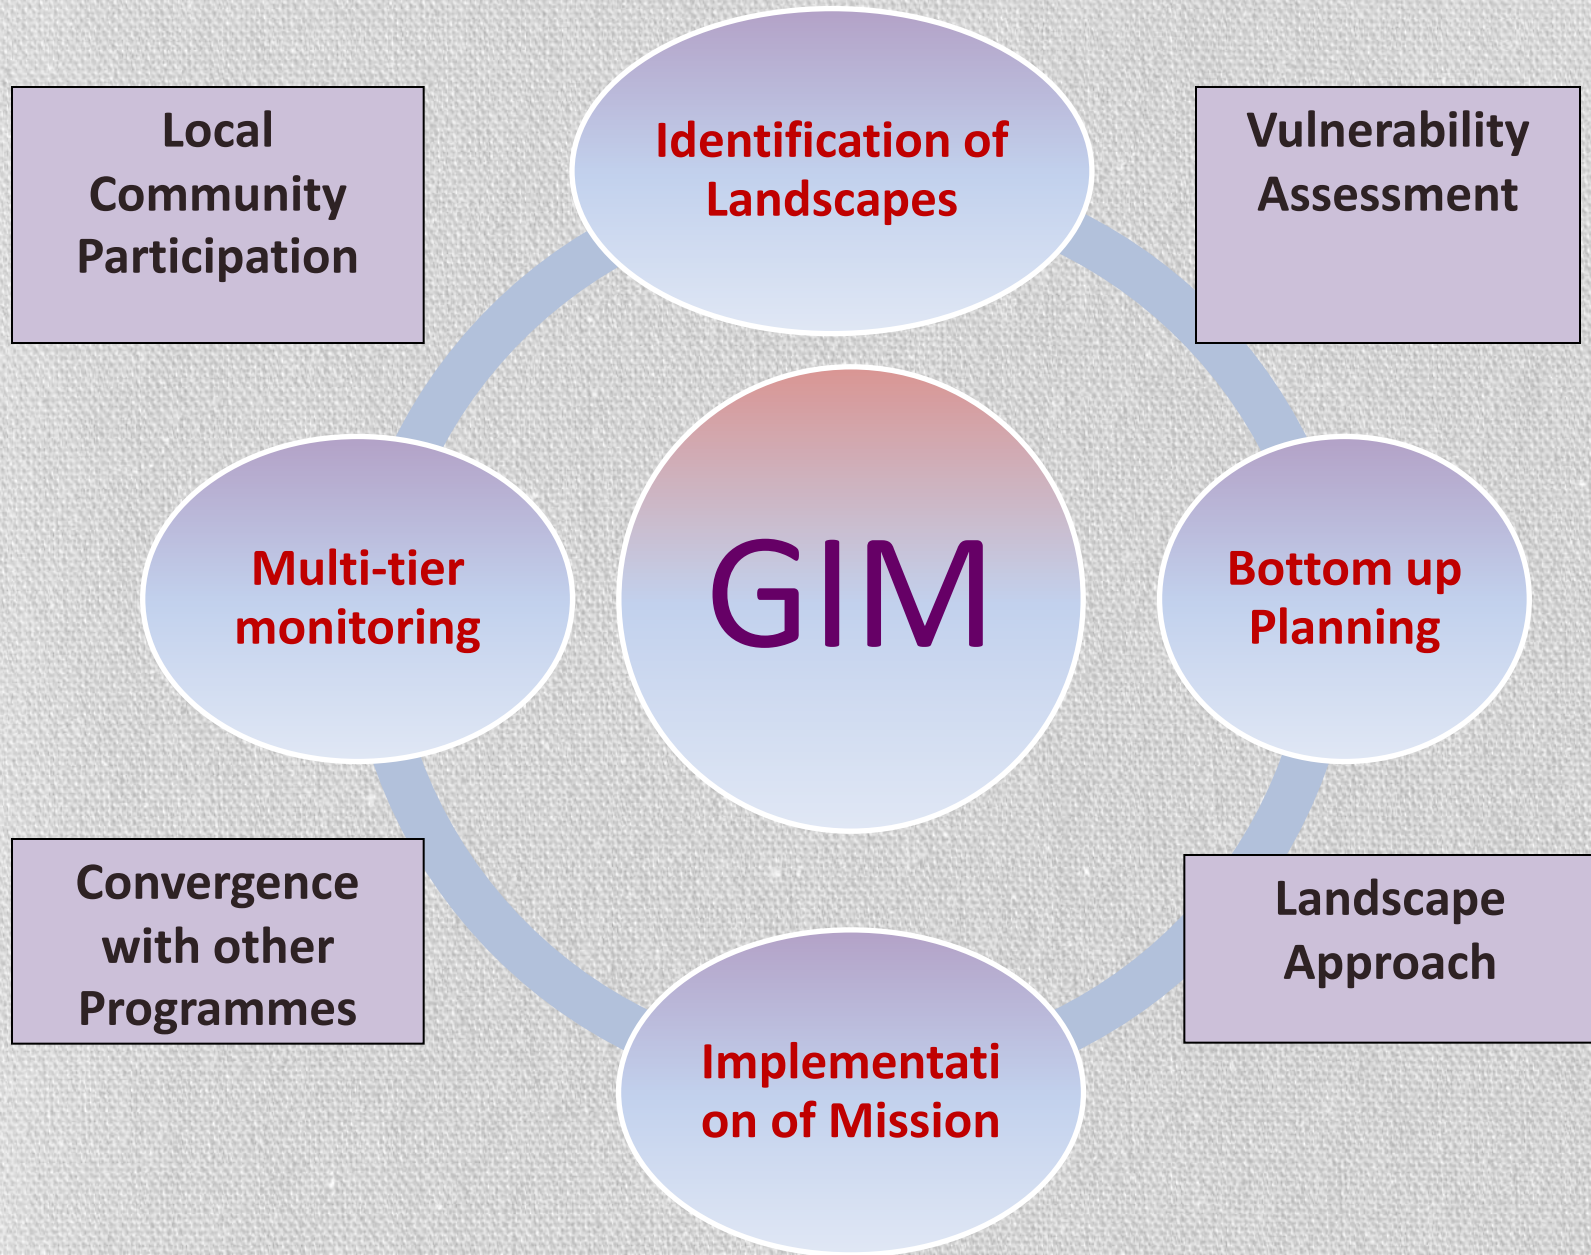 Local
Community
Participation
Identification of
Landscapes
Vulnerability
Assessment
Multi-tier
monitoring
GIM
Bottom up
Planning
Convergence
with other
Programmes
Implementati
on of Mission
Landscape
Approach